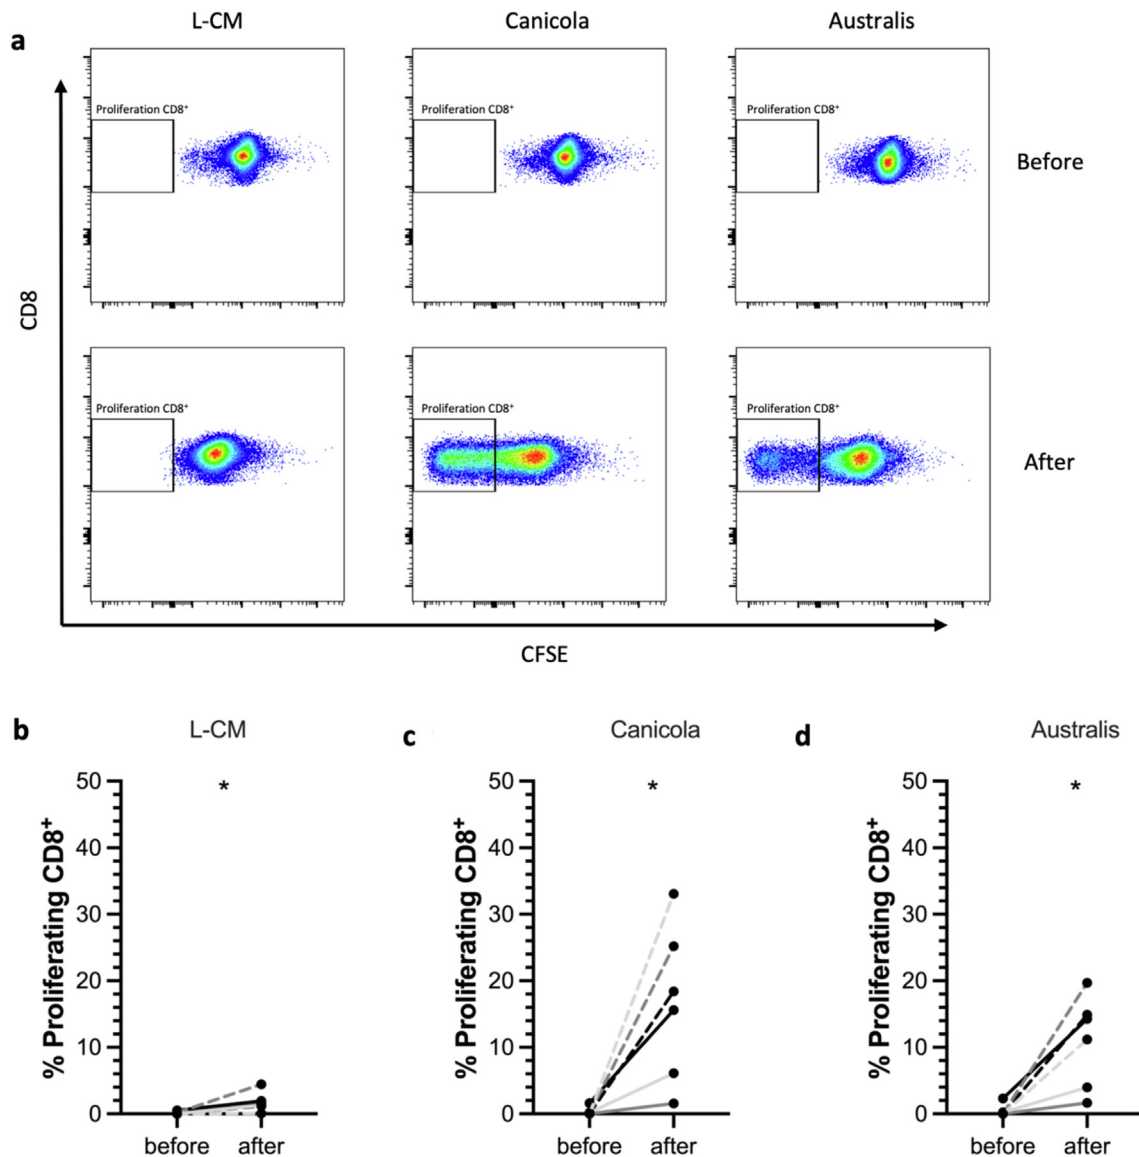 a
L-CM Canicola Australis
Proliferation CD8⁺ Proliferation CD8⁺ Proliferation CD8⁺
Before
CD8
Proliferation CD8⁺ Proliferation CD8⁺ Proliferation CD8⁺
After
CFSE
b L-CM c Canicola d Australis
50 * 50 * 50 *
40 40 40
30 30 30
20 20 20
10 10 10
0 0 0
% Proliferating CD8⁺ % Proliferating CD8⁺ % Proliferating CD8⁺
before after before after before after